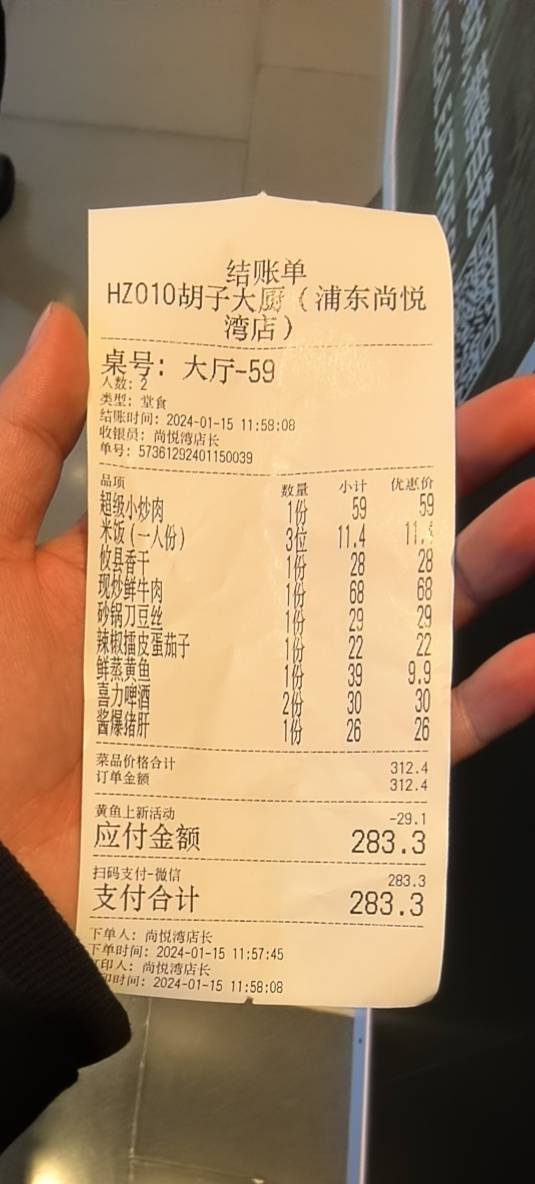 结账单
HZ010胡子大厨（浦东尚悦
湾店）
桌号: 大厅-59
人数: 2
类型: 堂食
结账时间: 2024-01-15 11:58:08
收银员: 尚悦湾店长
单号: 57361292401150039
品项 数量 小计 优惠价
超级小炒肉 1份 59 59
米饭(一人份) 3位 11.4 11.
攸县香干 1份 28 28
现炒鲜牛肉 1份 68 68
砂锅刀豆丝 1份 29 29
辣椒擂皮蛋茄子 1份 22 22
鲜蒸黄鱼 1份 39 9.9
喜力啤酒 2份 30 30
酱爆猪肝 1份 26 26
菜品价格合计 312.4
订单金额 312.4
黄鱼上新活动 -29.1
应付金额 283.3
扫码支付-微信 283.3
支付合计 283.3
下单人: 尚悦湾店长
下单时间: 2024-01-15 11:57:45
印人: 尚悦湾店长
印时间: 2024-01-15 11:58:08